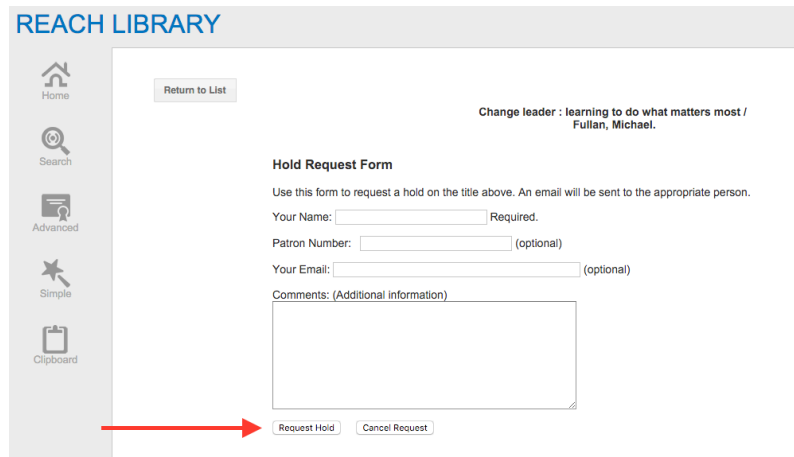 REACH LIBRARY
Home
Search
Advanced
Simple
Clipboard
Return to List
Change leader : learning to do what matters most /
Fullan, Michael.
Hold Request Form
Use this form to request a hold on the title above. An email will be sent to the appropriate person.
Your Name: Required.
Patron Number: (optional)
Your Email: (optional)
Comments: (Additional information)
Request Hold Cancel Request